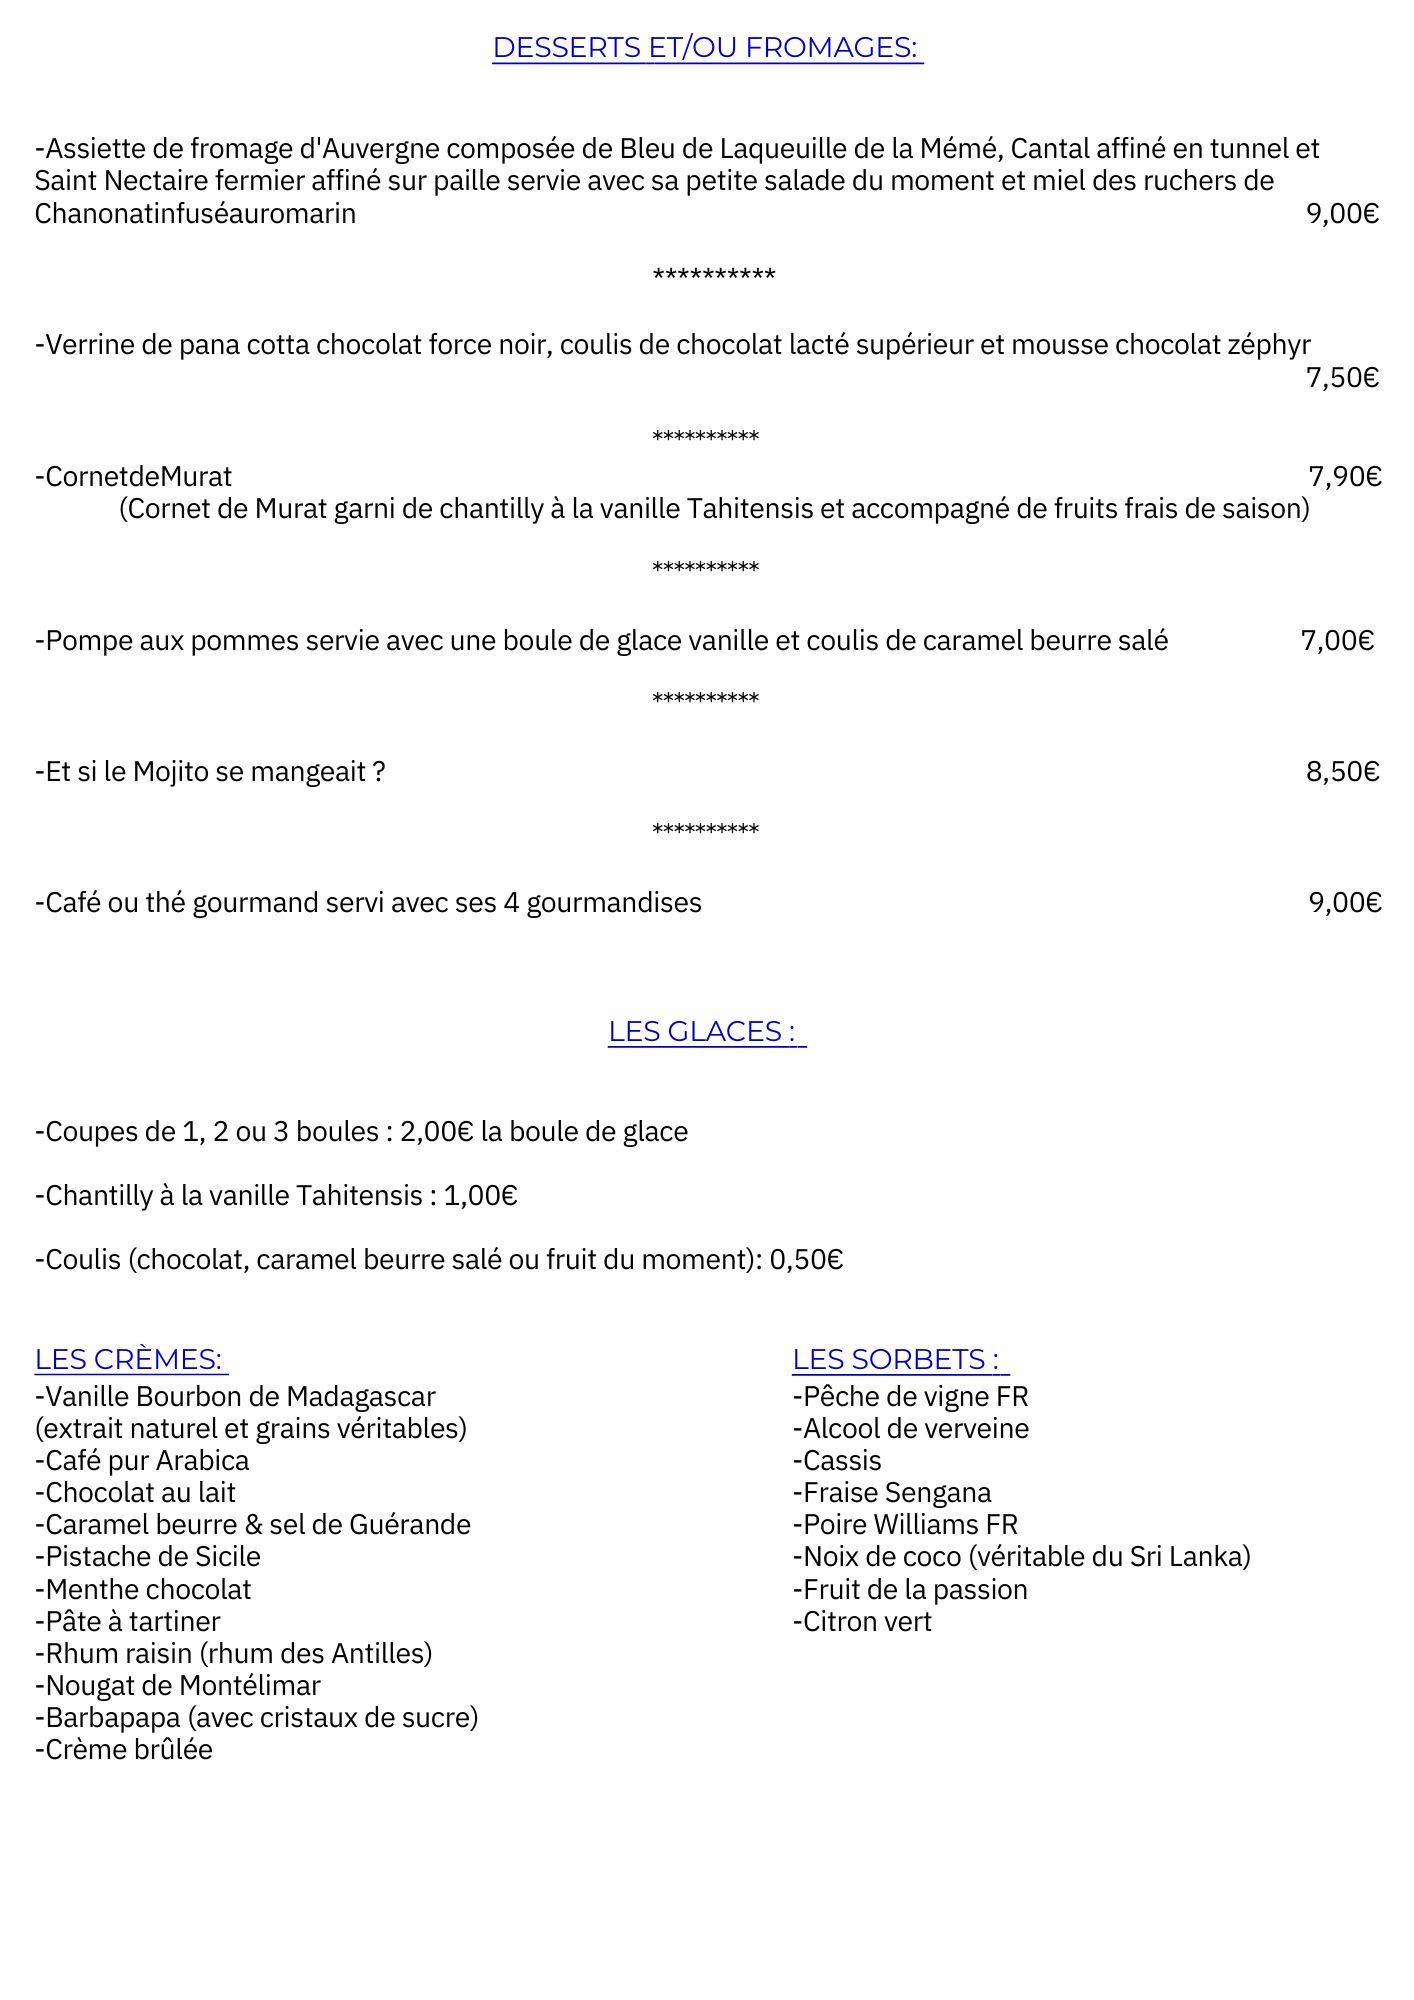 DESSERTS ET/OU FROMAGES:
-Assiette de fromage d'Auvergne composée de Bleu de Laqueuille de la Mémé, Cantal affiné en tunnel et
Saint Nectaire fermier affiné sur paille servie avec sa petite salade du moment et miel des ruchers de
Chanonatinfuséauromarin 9,00€
**********
-Verrine de pana cotta chocolat force noir, coulis de chocolat lacté supérieur et mousse chocolat zéphyr
7,50€
**********
-CornetdeMurat 7,90€
(Cornet de Murat garni de chantilly à la vanille Tahitensis et accompagné de fruits frais de saison)
**********
-Pompe aux pommes servie avec une boule de glace vanille et coulis de caramel beurre salé 7,00€
**********
-Et si le Mojito se mangeait ? 8,50€
**********
-Café ou thé gourmand servi avec ses 4 gourmandises 9,00€
LES GLACES :
-Coupes de 1, 2 ou 3 boules : 2,00€ la boule de glace
-Chantilly à la vanille Tahitensis : 1,00€
-Coulis (chocolat, caramel beurre salé ou fruit du moment): 0,50€
LES CRÈMES:
-Vanille Bourbon de Madagascar
(extrait naturel et grains véritables)
-Café pur Arabica
-Chocolat au lait
-Caramel beurre & sel de Guérande
-Pistache de Sicile
-Menthe chocolat
-Pâte à tartiner
-Rhum raisin (rhum des Antilles)
-Nougat de Montélimar
-Barbapapa (avec cristaux de sucre)
-Crème brûlée
LES SORBETS :
-Pêche de vigne FR
-Alcool de verveine
-Cassis
-Fraise Sengana
-Poire Williams FR
-Noix de coco (véritable du Sri Lanka)
-Fruit de la passion
-Citron vert